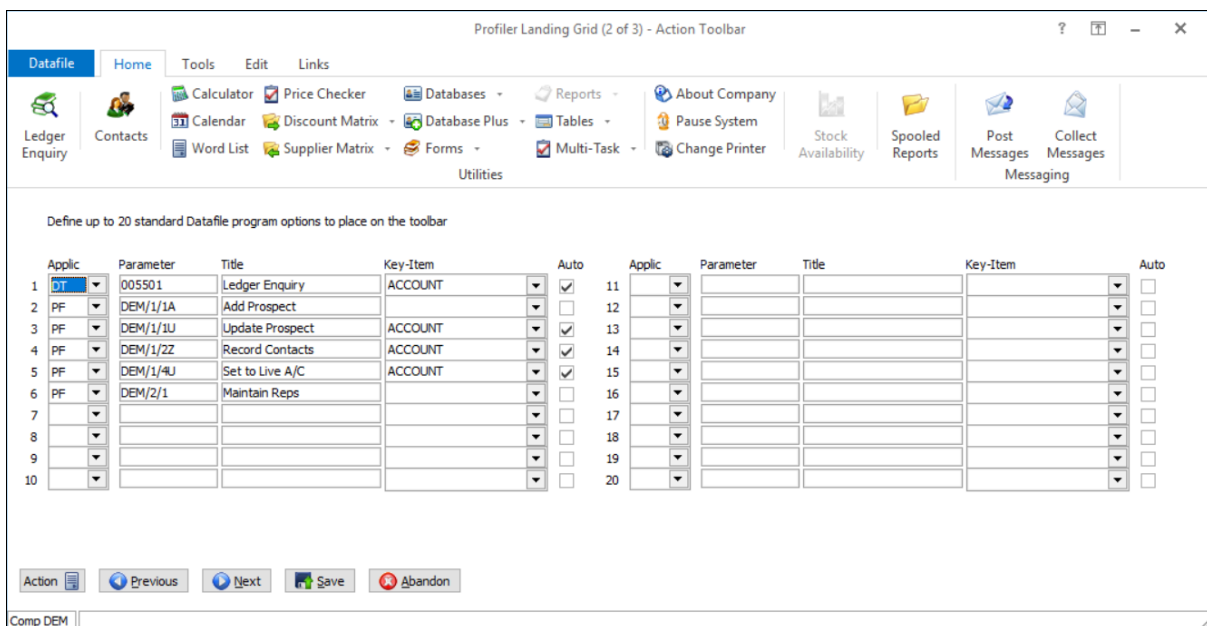 Profiler Landing Grid (2 of 3) - Action Toolbar ?
Datafile Home Tools Edit Links
Ledger Enquiry
Contacts
Calculator Price Checker Databases Reports About Company
Calendar Discount Matrix Database Plus Tables Pause System
Word List Supplier Matrix Forms Multi-Task Change Printer
Stock Availability
Spooled Reports
Post Messages
Collect Messages
Utilities Messaging
Define up to 20 standard Datafile program options to place on the toolbar
Applic Parameter Title Key-Item Auto Applic Parameter Title Key-Item Auto
1 DT 005501 Ledger Enquiry ACCOUNT 11
2 PF DEM/1/1A Add Prospect 12
3 PF DEM/1/1U Update Prospect ACCOUNT 13
4 PF DEM/1/2Z Record Contacts ACCOUNT 14
5 PF DEM/1/4U Set to Live A/C ACCOUNT 15
6 PF DEM/2/1 Maintain Reps 16
7 17
8 18
9 19
10 20
Action Previous Next Save Abandon
Comp DEM